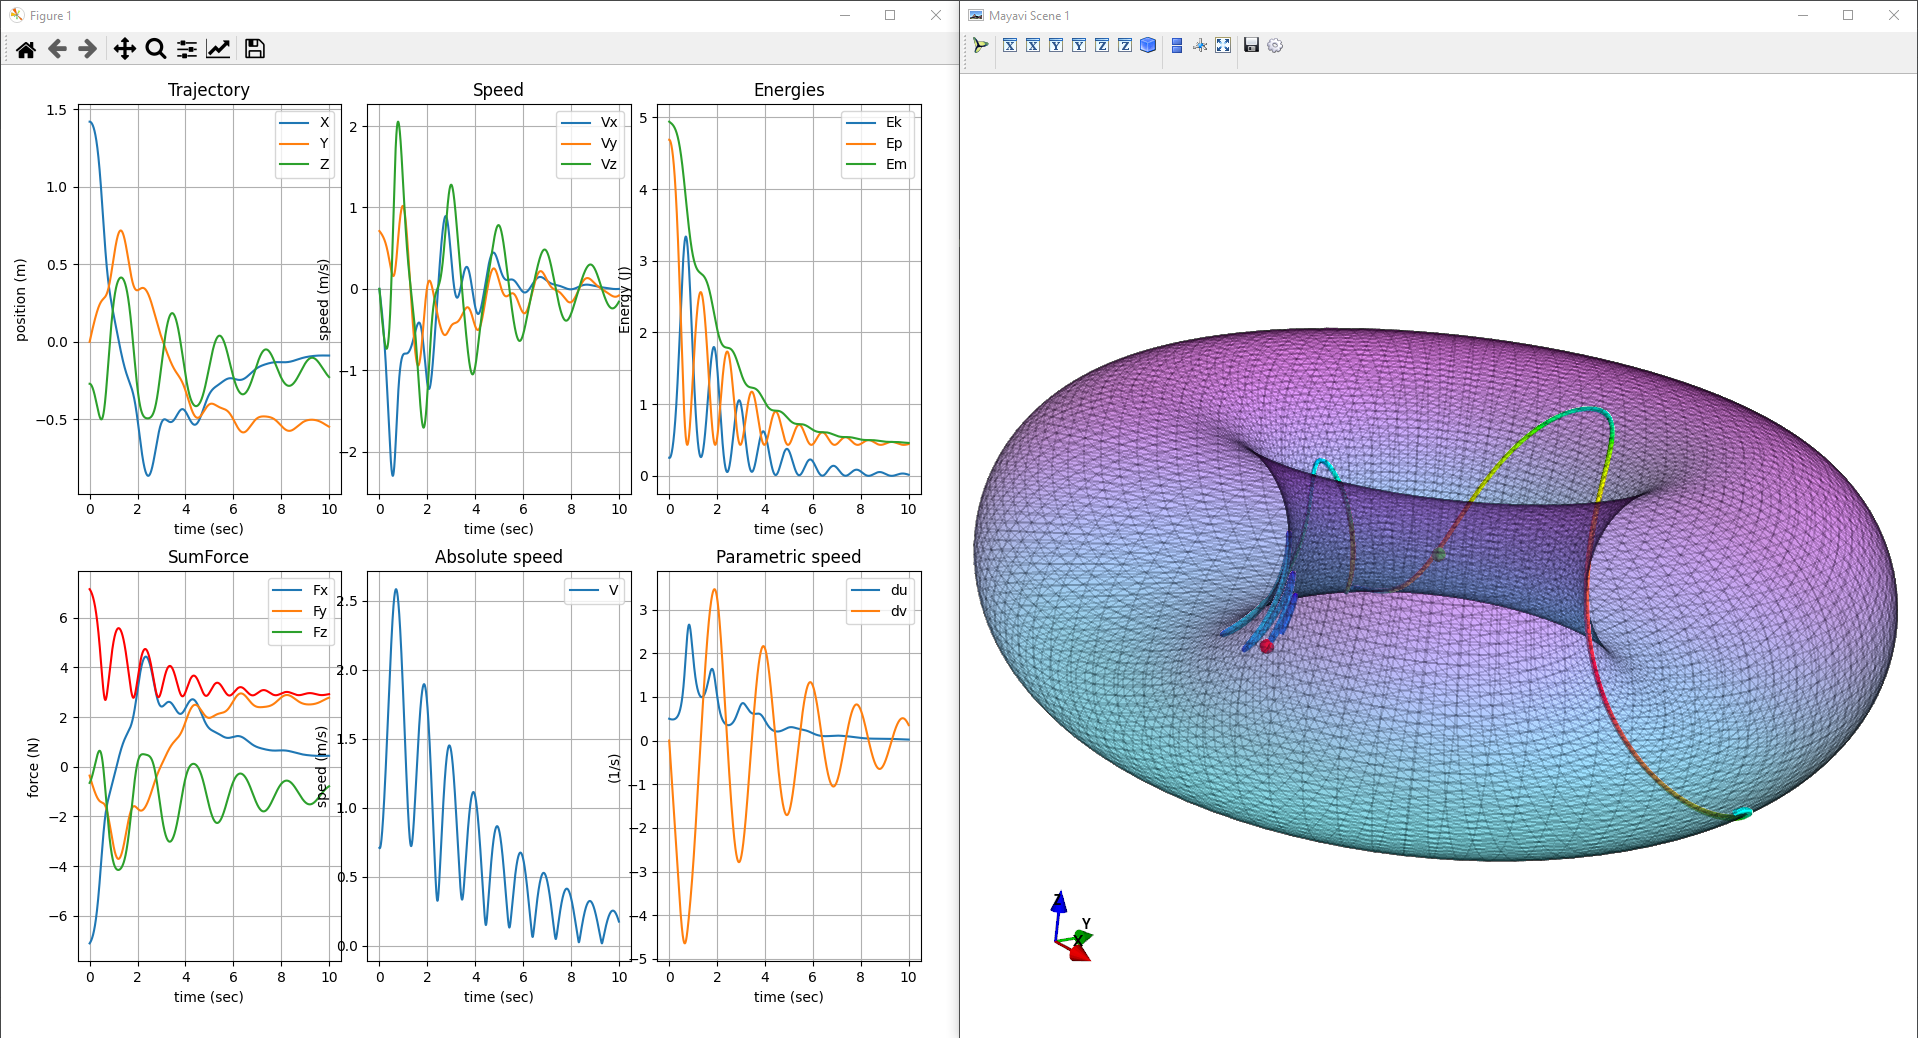 Figure 1
Mayavi Scene 1
X X Y Y Z Z
Trajectory
Speed
Energies
1.5
1.0
0.5
0.0
−0.5
position (m)
X
Y
Z
0 2 4 6 8 10
time (sec)
2
1
0
−1
−2
speed (m/s)
Vx
Vy
Vz
0 2 4 6 8 10
time (sec)
5
4
3
2
1
0
Energy (J)
Ek
Ep
Em
0 2 4 6 8 10
time (sec)
SumForce
Absolute speed
Parametric speed
6
4
2
0
−2
−4
−6
force (N)
Fx
Fy
Fz
0 2 4 6 8 10
time (sec)
2.5
2.0
1.5
1.0
0.5
0.0
speed (m/s)
V
0 2 4 6 8 10
time (sec)
3
2
1
0
−1
−2
−3
−4
−5
(1/s)
du
dv
0 2 4 6 8 10
time (sec)
Z
Y
X